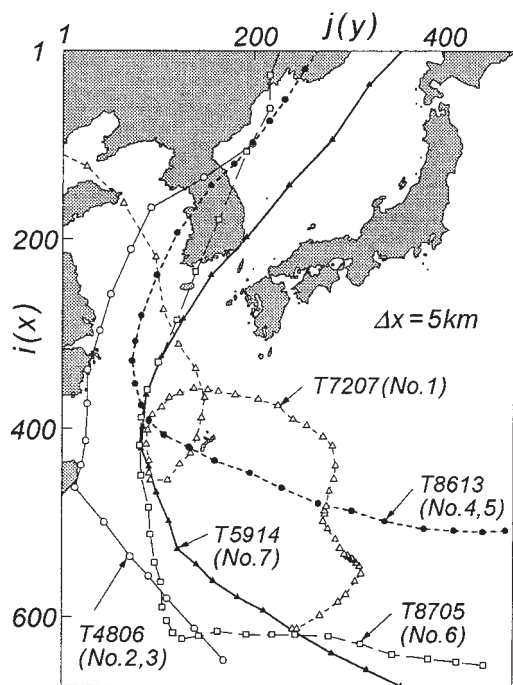 1
200
j(y)
400
1
200
i(x)
400
600
Δx = 5km
T7207(No.1)
T8613
(No.4,5)
T5914
(No.7)
T8705
(No.6)
T4806
(No.2,3)